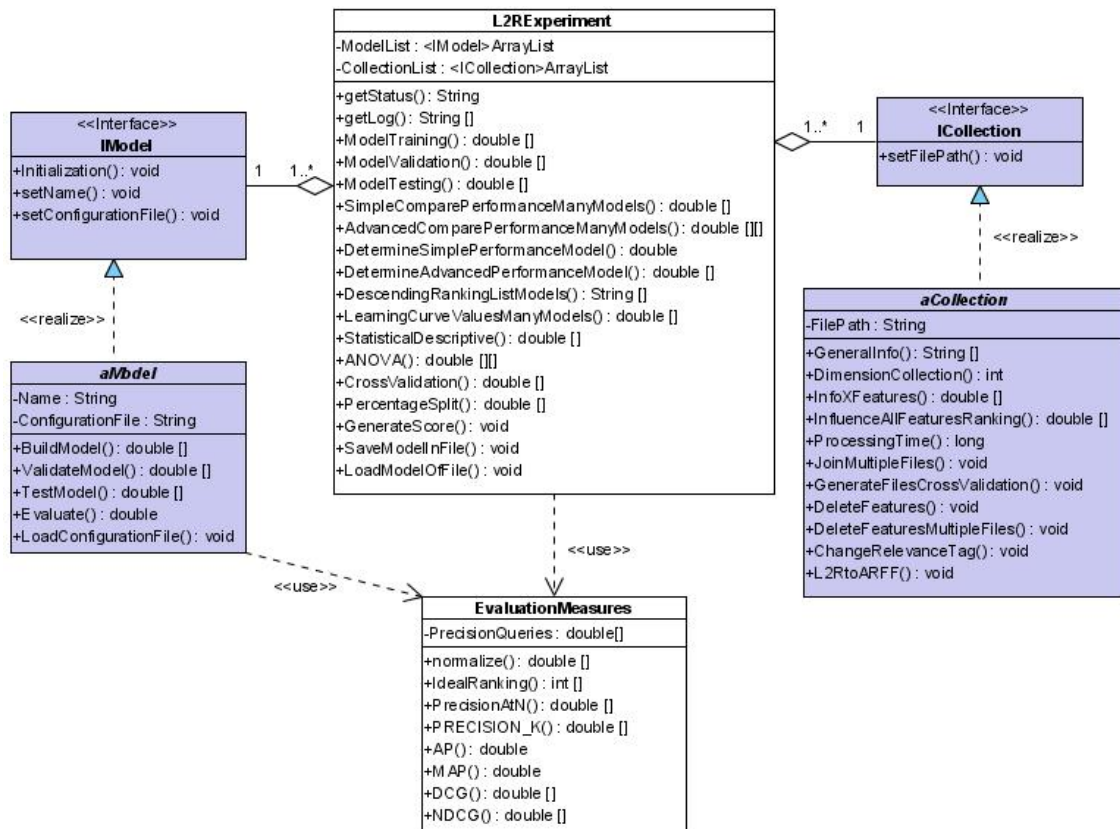 L2RExperiment
-ModelList : <IModel>ArrayList
-CollectionList : <ICollection>ArrayList
+getStatus() : String
+getLog() : String []
+ModelTraining() : double []
+ModelValidation() : double []
+ModelTesting() : double []
+SimpleComparePerformanceManyModels() : double []
+AdvancedComparePerformanceManyModels() : double [][]
+DetermineSimplePerformanceModel() : double
+DetermineAdvancedPerformanceModel() : double []
+DescendingRankingListModels() : String []
+LearningCurveValuesManyModels() : double []
+StatisticalDescriptive() : double []
+ANOVA() : double [][]
+CrossValidation() : double []
+PercentageSplit() : double []
+GenerateScore() : void
+SaveModelInFile() : void
+LoadModelOfFile() : void
<<Interface>>
IModel
+Initialization() : void
+setName() : void
+setConfigurationFile() : void
1
1..*
1..*
1
<<Interface>>
ICollection
+setFilePath() : void
<<realize>>
<<realize>>
aModel
-Name : String
-ConfigurationFile : String
+BuildModel() : double []
+ValidateModel() : double []
+TestModel() : double []
+Evaluate() : double
+LoadConfigurationFile() : void
aCollection
-FilePath : String
+GeneralInfo() : String []
+DimensionCollection() : int
+InfoXFeatures() : double []
+InfluenceAllFeaturesRanking() : double []
+ProcessingTime() : long
+JoinMultipleFiles() : void
+GenerateFilesCrossValidation() : void
+DeleteFeatures() : void
+DeleteFeaturesMultipleFiles() : void
+ChangeRelevanceTag() : void
+L2RtoARFF() : void
<<use>>
<<use>>
EvaluationMeasures
-PrecisionQueries : double[]
+normalize() : double []
+IdealRanking() : int []
+PrecisionAtN() : double []
+PRECISION_K() : double []
+AP() : double
+MAP() : double
+DCG() : double []
+NDCG() : double []